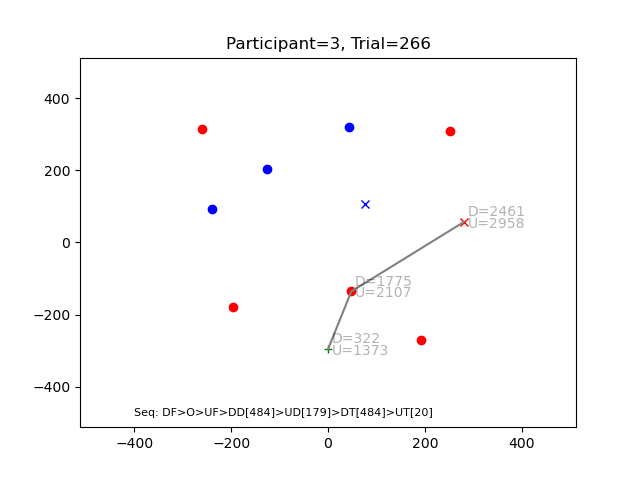 Participant=3, Trial=266
400
200
0
−200
−400
D=2461
U=2958
D=1775
U=2107
D=322
U=1373
Seq: DF>O>UF>DD[484]>UD[179]>DT[484]>UT[20]
−400 −200 0 200 400